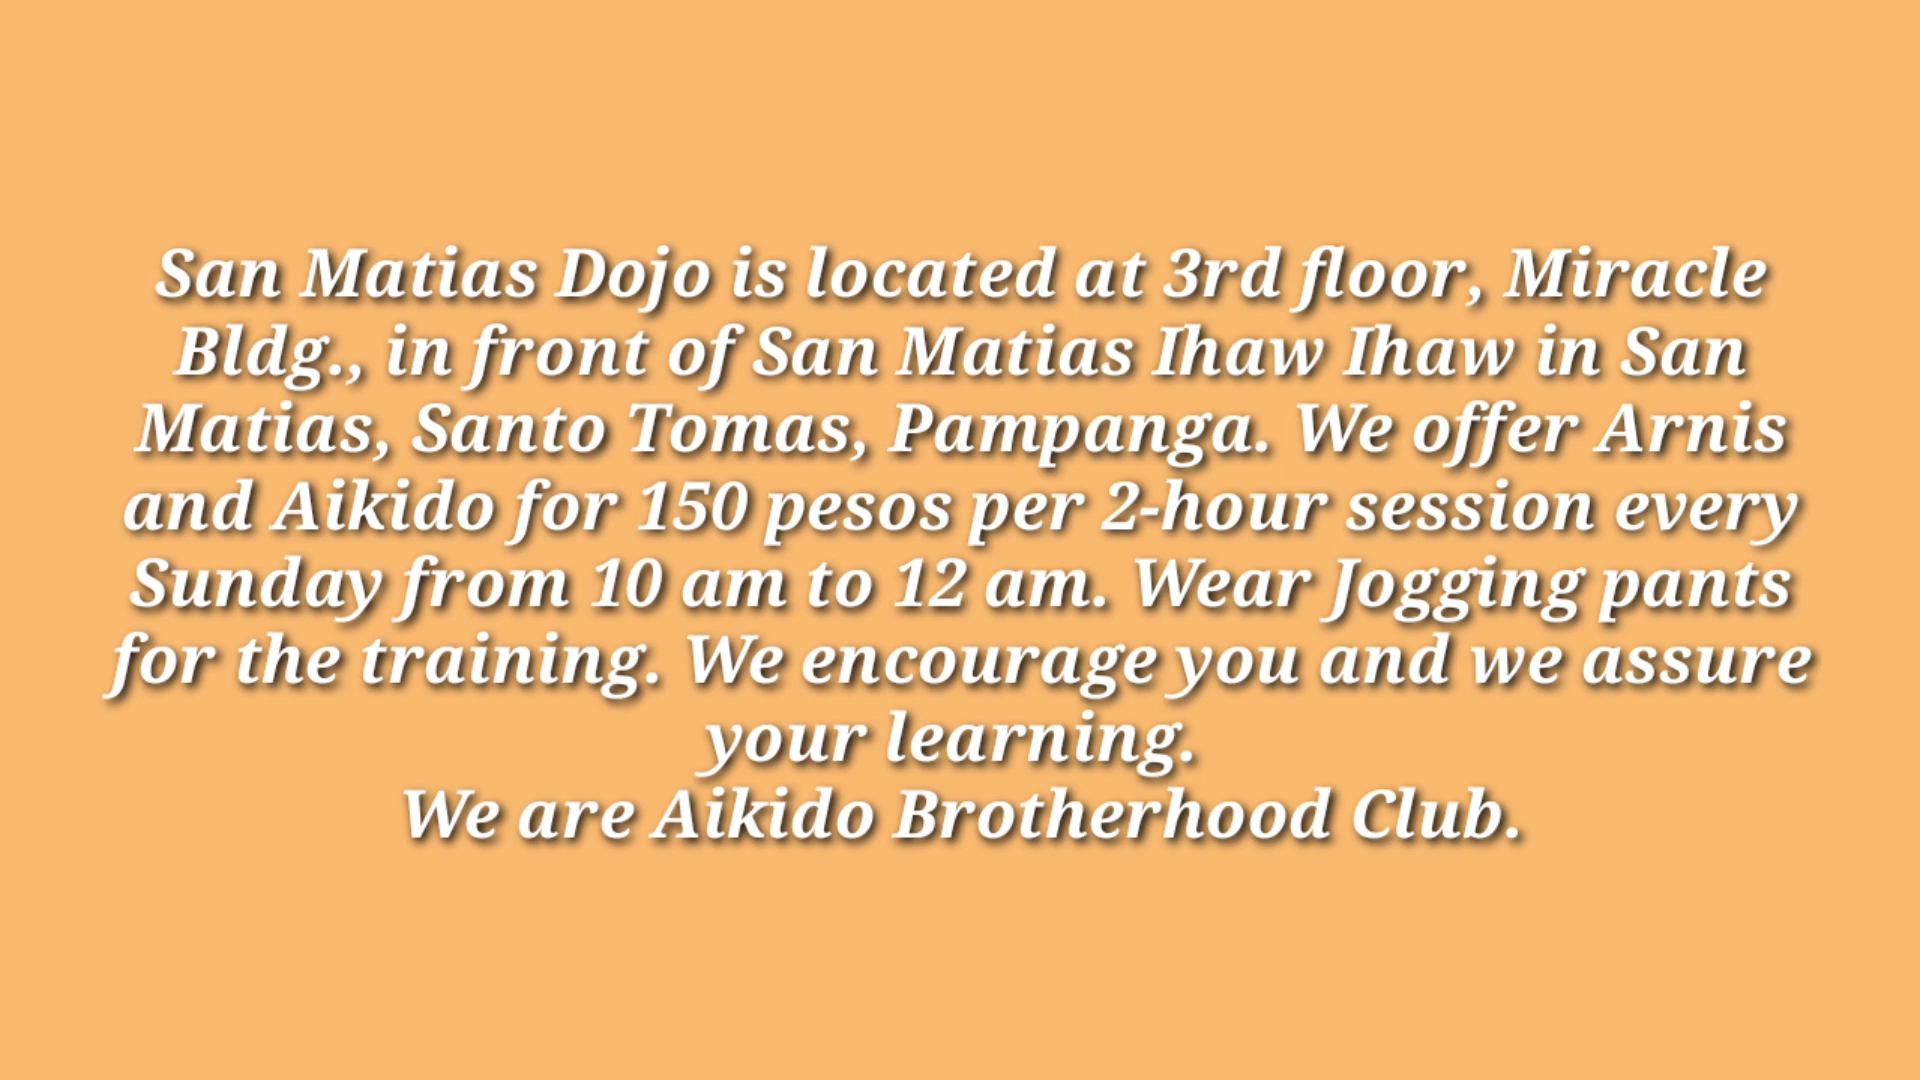 San Matias Dojo is located at 3rd floor, Miracle
Bldg., in front of San Matias Ihaw Ihaw in San
Matias, Santo Tomas, Pampanga. We offer Arnis
and Aikido for 150 pesos per 2-hour session every
Sunday from 10 am to 12 am. Wear Jogging pants
for the training. We encourage you and we assure
your learning.
We are Aikido Brotherhood Club.